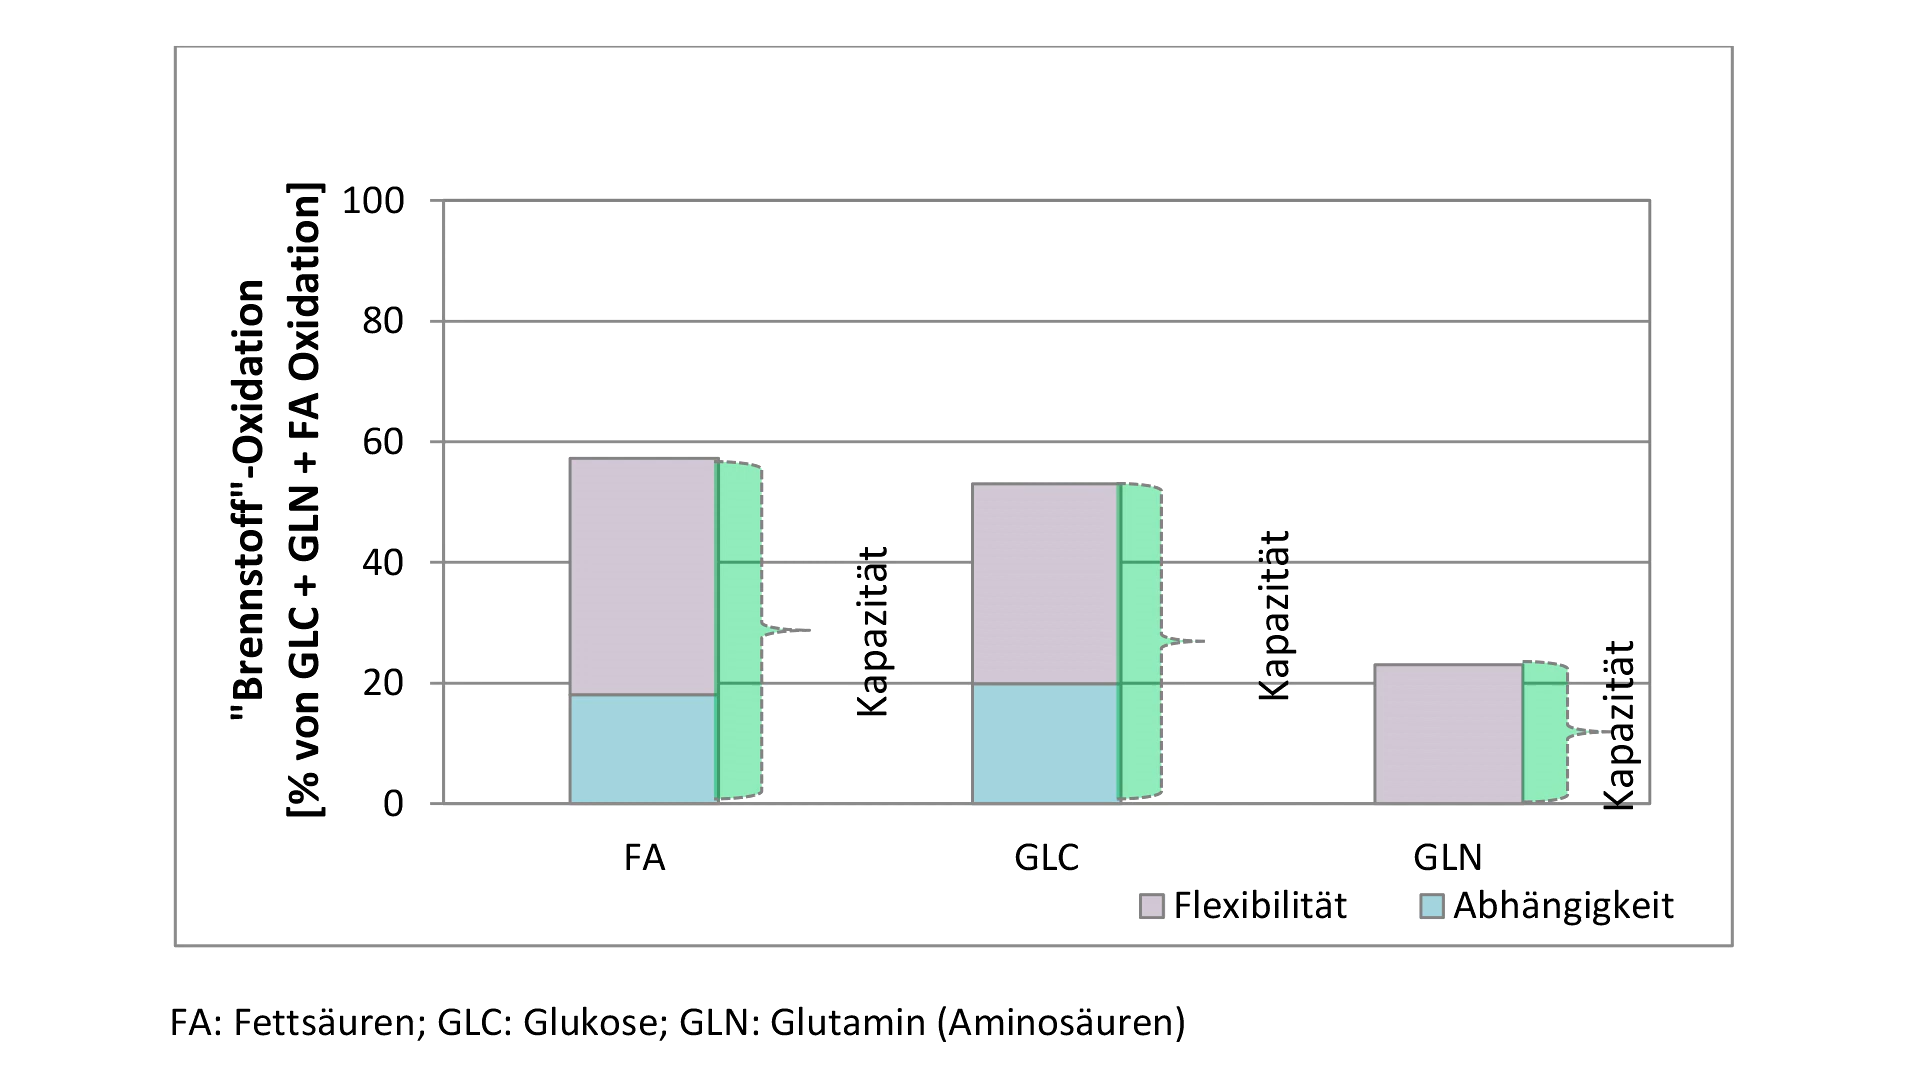 "Brennstoff"-Oxidation
[% von GLC + GLN + FA Oxidation]
100
80
60
40
20
0
Kapazität
Kapazität
Kapazität
FA
GLC
GLN
Flexibilität
Abhängigkeit
FA: Fettsäuren; GLC: Glukose; GLN: Glutamin (Aminosäuren)